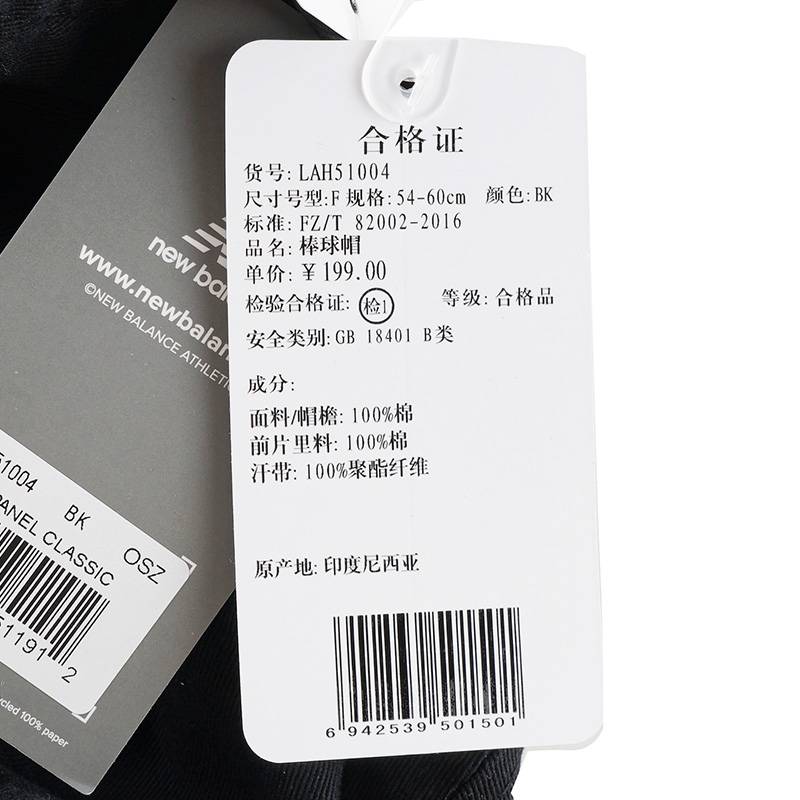 合格证
货号: LAH51004
尺寸号型: F 规格: 54-60cm 颜色: BK
标准: FZ/T 82002-2016
品名: 棒球帽
单价: ￥199.00
检验合格证: 检1 等级: 合格品
安全类别: GB 18401 B类
成分:
面料/帽檐: 100%棉
前片里料: 100%棉
汗带: 100%聚酯纤维
原产地: 印度尼西亚
6 942539 501501
new bal
www.newbalan
©NEW BALANCE ATHLETI
51004 BK OSZ
PANEL CLASSIC
51191 2
cled 100% paper